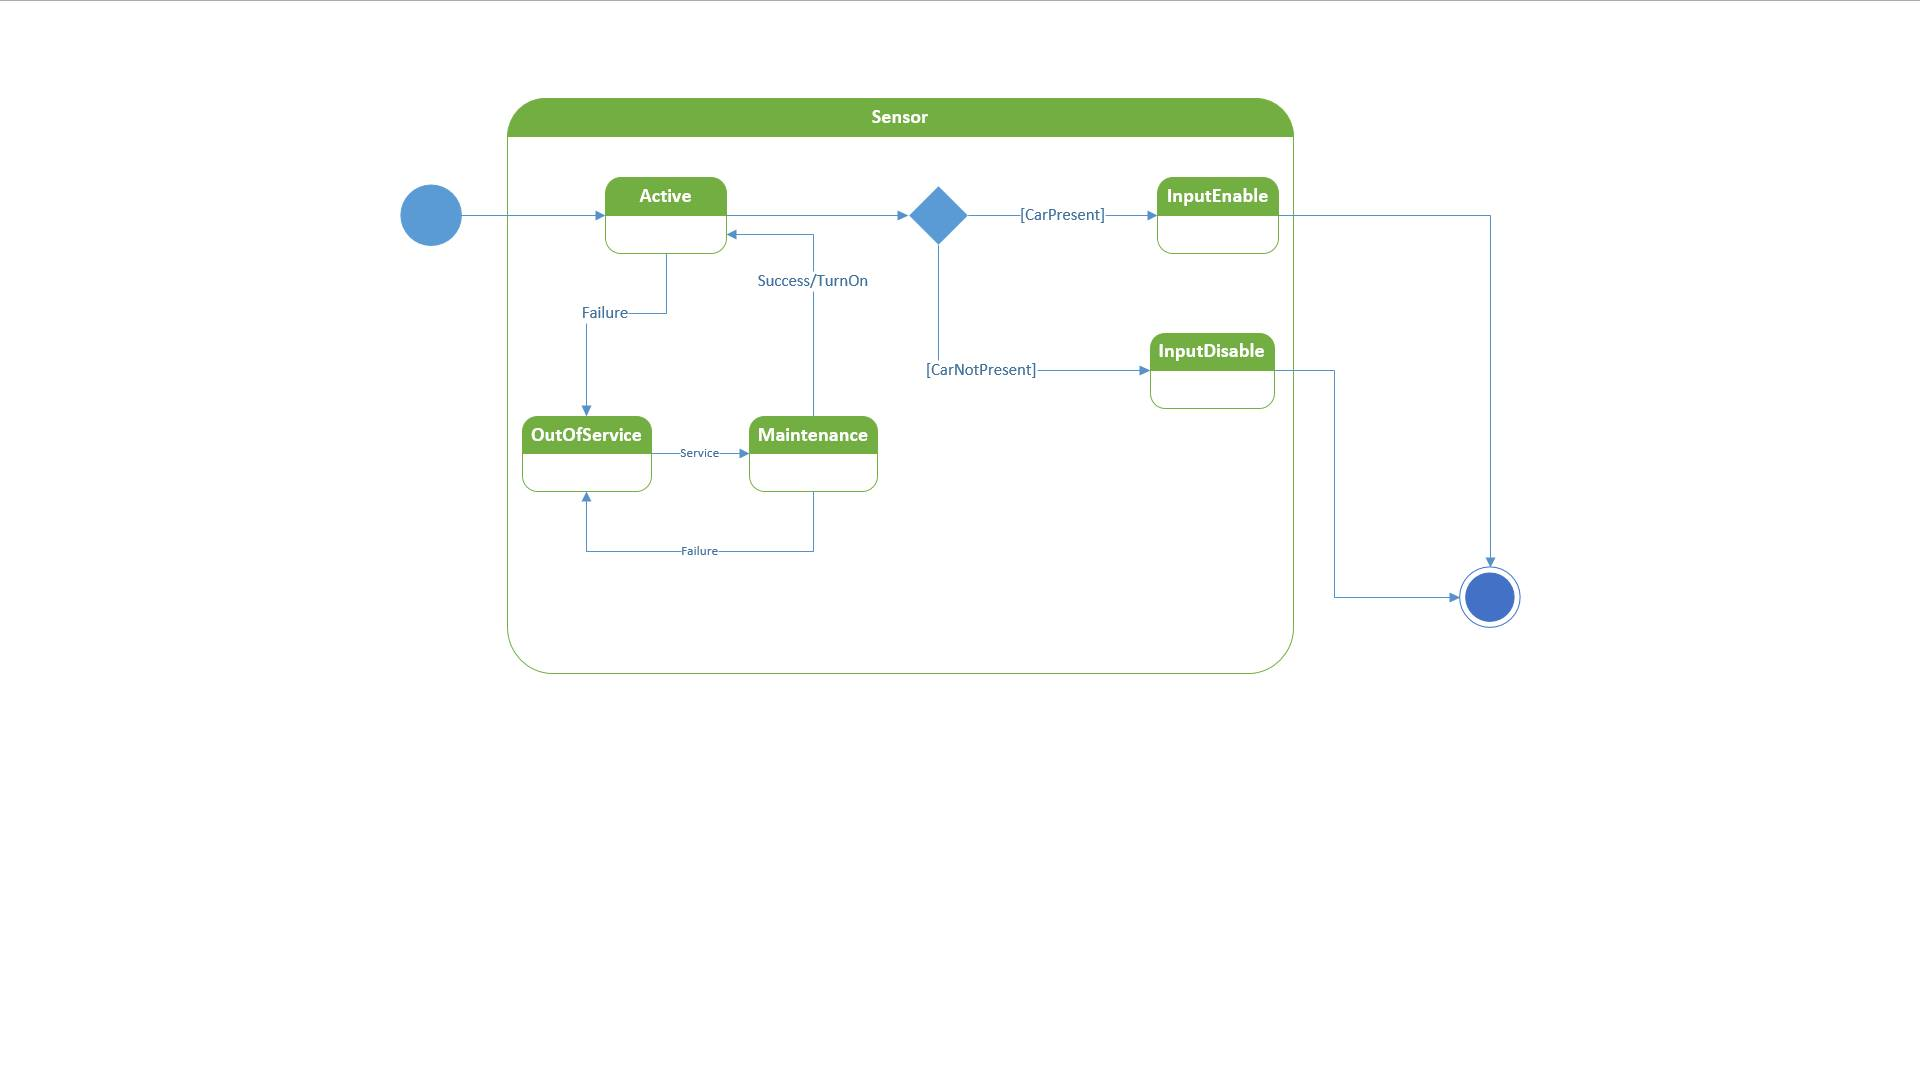 Sensor
Active
[CarPresent]
InputEnable
Success/TurnOn
Failure
[CarNotPresent]
InputDisable
OutOfService
Service
Maintenance
Failure